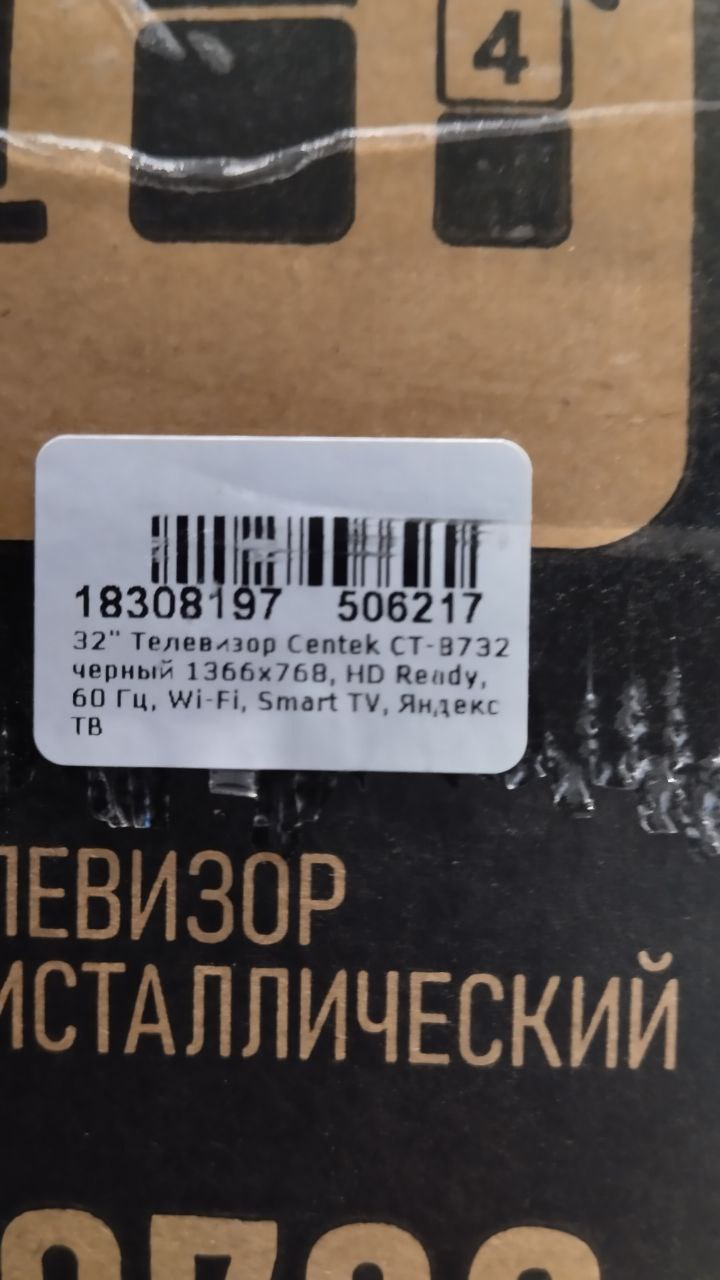 4
18308197 506217
32" Телевизор Centek CT-8732
черный 1366x768, HD Ready,
60 Гц, Wi-Fi, Smart TV, Яндекс
ТВ
ЛЕВИЗОР
ИСТАЛЛИЧЕСКИЙ
8732